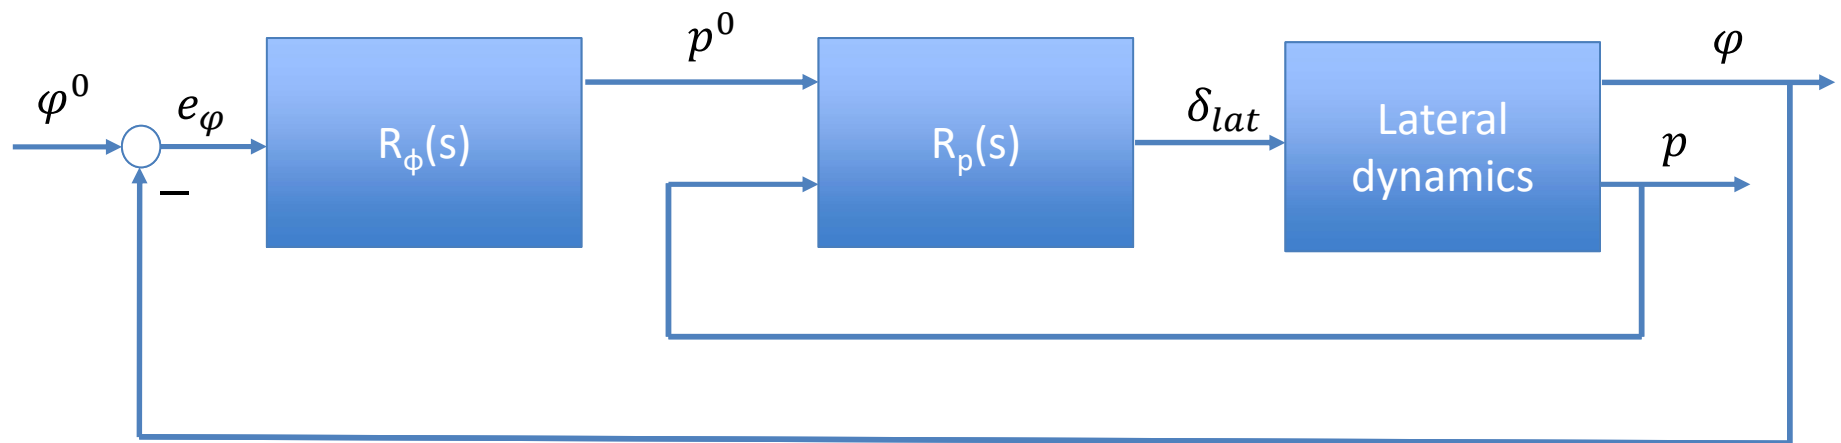 φ⁰
e_φ
R_ϕ(s)
p⁰
R_p(s)
δ_lat
Lateral
dynamics
φ
p
−